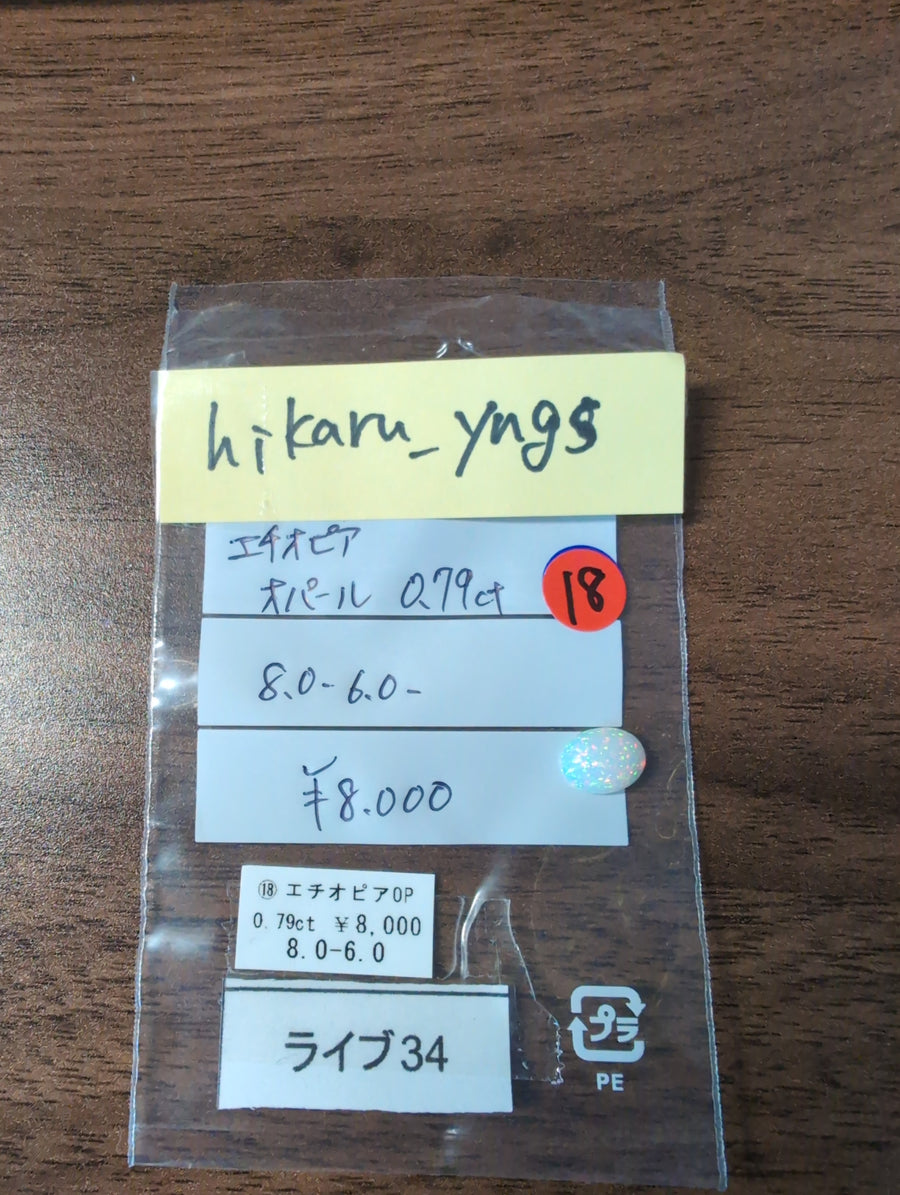 hikaru_yngs
エチオピア
オパール 0.79ct
18
8.0-6.0-
¥8.000
⑱ エチオピアOP
0.79ct ¥8,000
8.0-6.0
ライブ34
プラ
PE